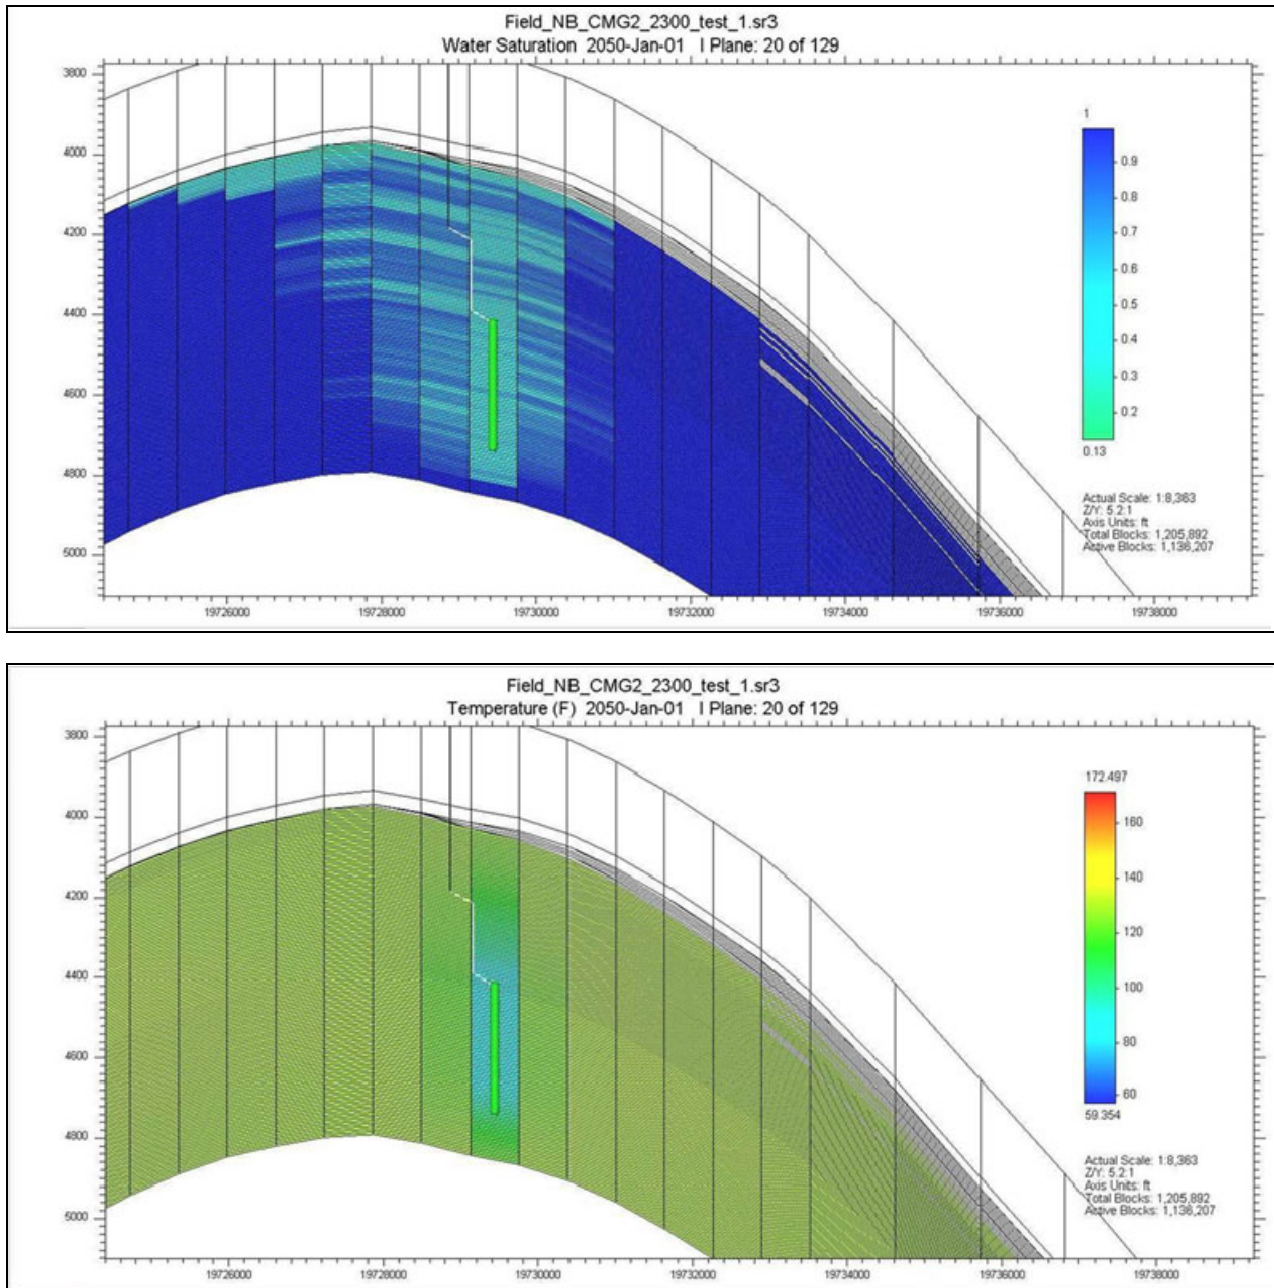 Field_NB_CMG2_2300_test_1.sr3
Water Saturation 2050-Jan-01 I Plane: 20 of 129
3800
4000
4200
4400
4600
4800
5000
19726000 19728000 19730000 19732000 19734000 19736000 19738000
1
0.9
0.8
0.7
0.6
0.5
0.4
0.3
0.2
0.13
Actual Scale: 1:8,363
Z/Y: 5.2:1
Axis Units: ft
Total Blocks: 1,205,892
Active Blocks: 1,136,207
Field_NB_CMG2_2300_test_1.sr3
Temperature (F) 2050-Jan-01 I Plane: 20 of 129
3800
4000
4200
4400
4600
4800
5000
19726000 19728000 19730000 19732000 19734000 19736000 19738000
172.497
160
140
120
100
80
60
59.354
Actual Scale: 1:8,363
Z/Y: 5.2:1
Axis Units: ft
Total Blocks: 1,205,892
Active Blocks: 1,136,207